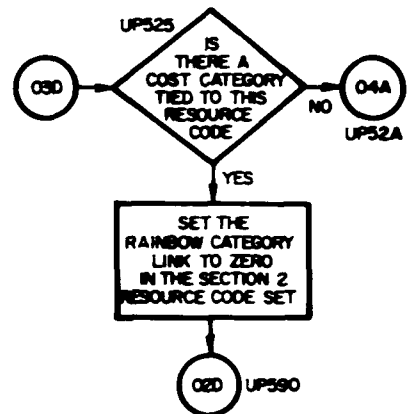 UP525
IS
THERE A
COST CATEGORY
TIED TO THIS
RESOURCE
CODE
03D
NO
04A
UP52A
YES
SET THE
RAINBOW CATEGORY
LINK TO ZERO
IN THE SECTION 2
RESOURCE CODE SET
02D
UP590